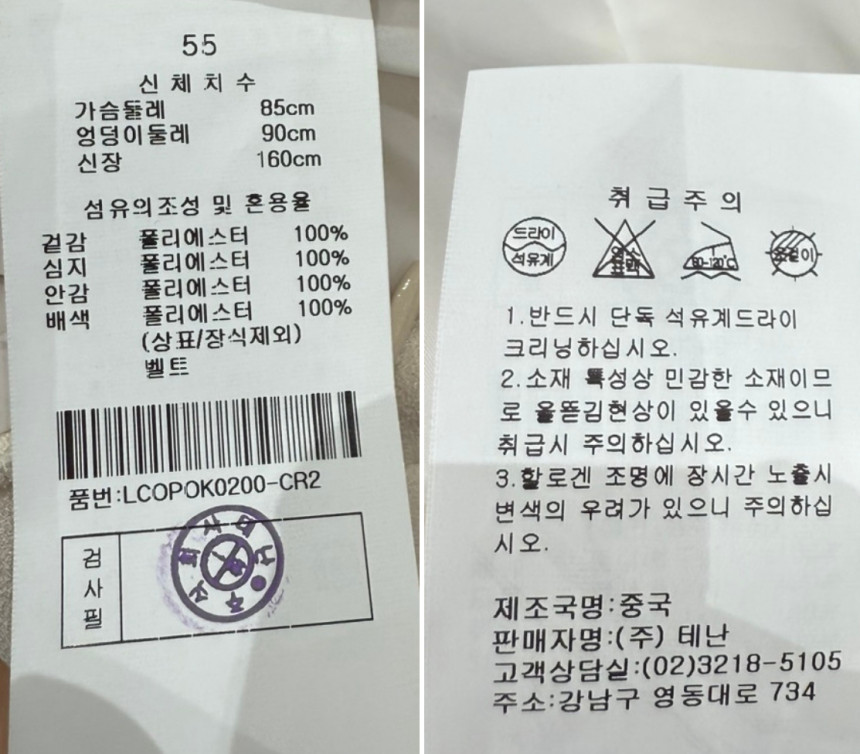 55
신체치수
가슴둘레 85cm
엉덩이둘레 90cm
신장 160cm
섬유의조성 및 혼용율
겉감 폴리에스터 100%
심지 폴리에스터 100%
안감 폴리에스터 100%
배색 폴리에스터 100%
(상표/장식제외)
벨트
품번:LCOPOK0200-CR2
검
사
필
취급주의
드라이
석유계
염소
표백
80-120℃
옷걸이
1.반드시 단독 석유계드라이
크리닝하십시오.
2.소재 특성상 민감한 소재이므
로 올뜯김현상이 있을수 있으니
취급시 주의하십시오.
3.할로겐 조명에 장시간 노출시
변색의 우려가 있으니 주의하십
시오.
제조국명:중국
판매자명:(주) 테난
고객상담실:(02)3218-5105
주소:강남구 영동대로 734